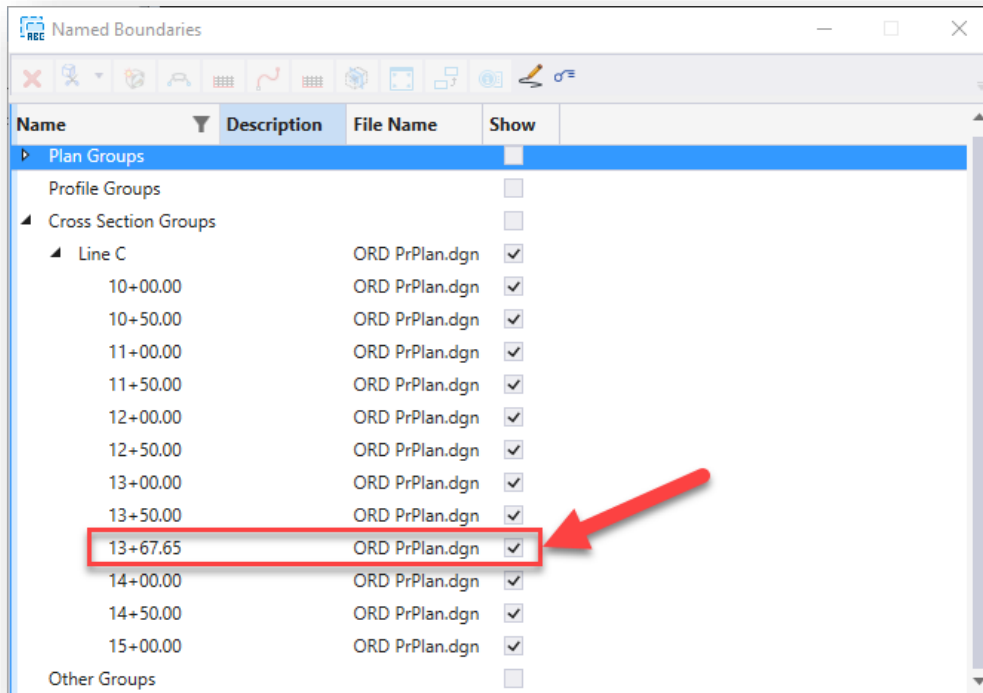 ABC Named Boundaries
Name Description File Name Show
Plan Groups
Profile Groups
Cross Section Groups
Line C ORD PrPlan.dgn
10+00.00 ORD PrPlan.dgn
10+50.00 ORD PrPlan.dgn
11+00.00 ORD PrPlan.dgn
11+50.00 ORD PrPlan.dgn
12+00.00 ORD PrPlan.dgn
12+50.00 ORD PrPlan.dgn
13+00.00 ORD PrPlan.dgn
13+50.00 ORD PrPlan.dgn
13+67.65 ORD PrPlan.dgn
14+00.00 ORD PrPlan.dgn
14+50.00 ORD PrPlan.dgn
15+00.00 ORD PrPlan.dgn
Other Groups